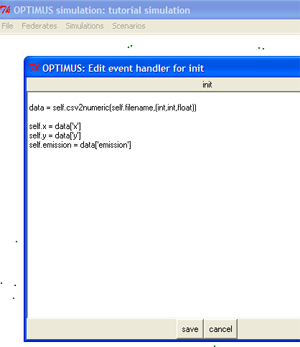 OPTIMUS simulation: tutorial simulation
File Federates Simulations Scenarios
OPTIMUS: Edit event handler for init
init
data = self.csv2numeric(self.filename,(int,int,float))
self.x = data['x']
self.y = data['y']
self.emission = data['emission']
save cancel